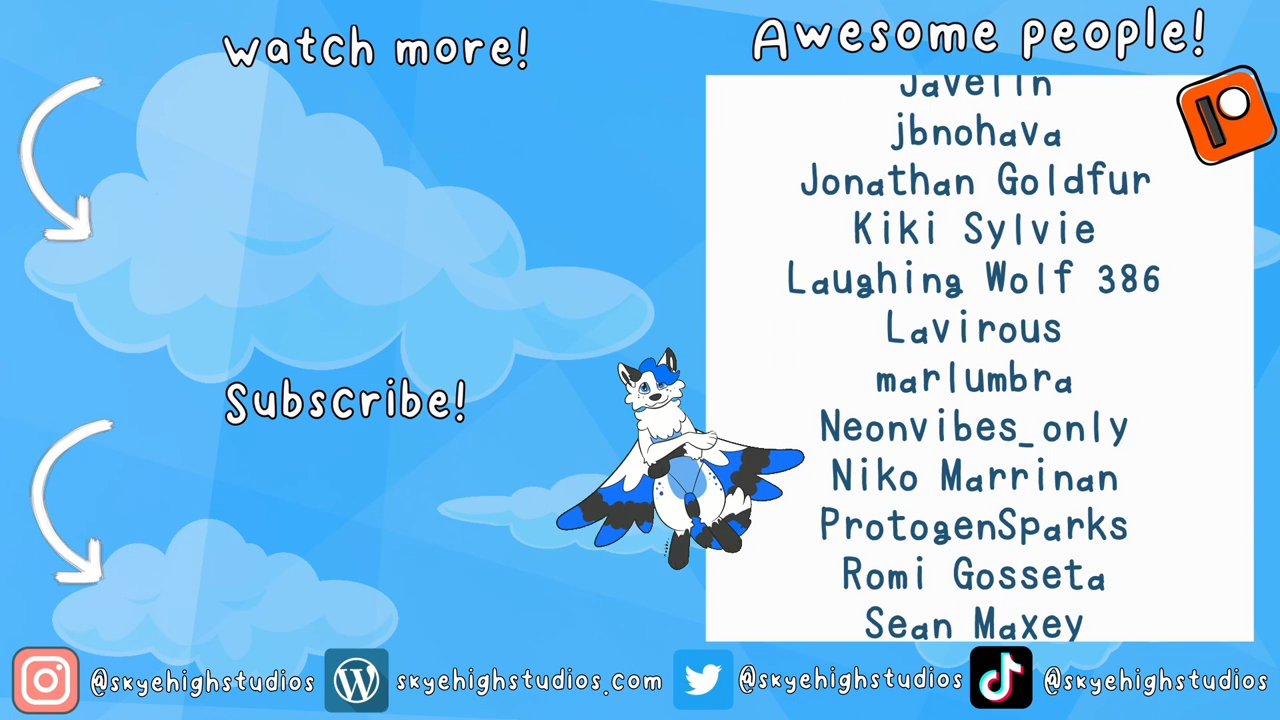 Watch more!
Awesome people!
Javelin
jbnohava
Jonathan Goldfur
Kiki Sylvie
Laughing Wolf 386
Lavirous
marlumbra
Neonvibes_only
Niko Marrinan
ProtogenSparks
Romi Gosseta
Sean Maxey
Subscribe!
@skyehighstudios
skyehighstudios.com
@skyehighstudios
@skyehighstudios